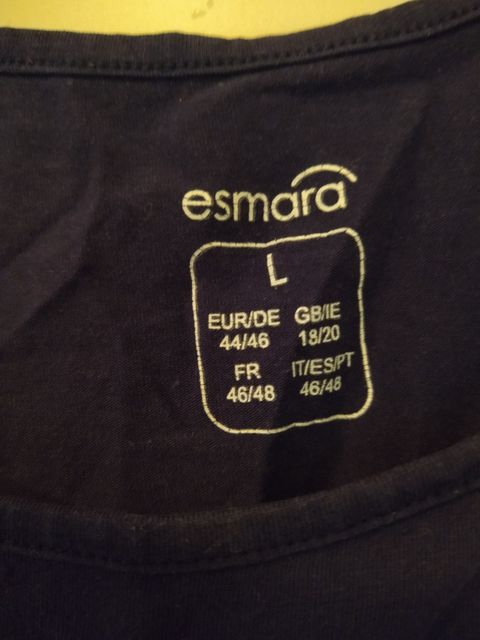 esmara
L
EUR/DE GB/IE
44/46 18/20
FR IT/ES/PT
46/48 46/48